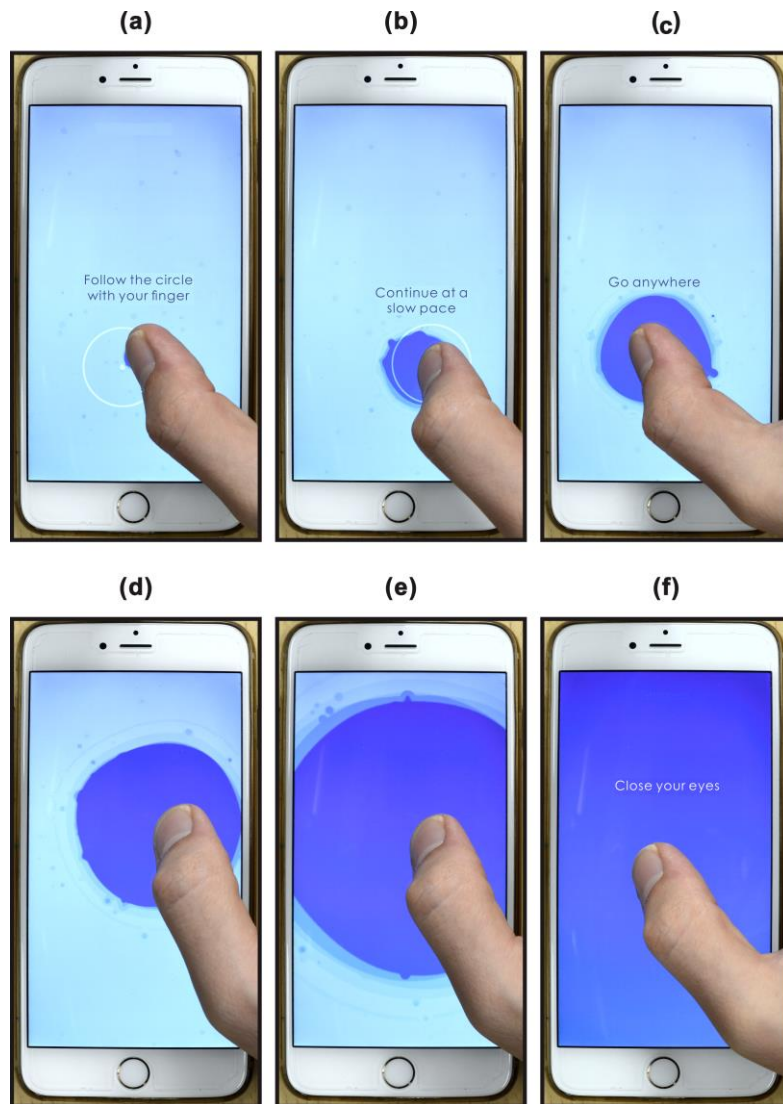 (a)
(b)
(c)
Follow the circle
with your finger
Continue at a
slow pace
Go anywhere
(d)
(e)
(f)
Close your eyes